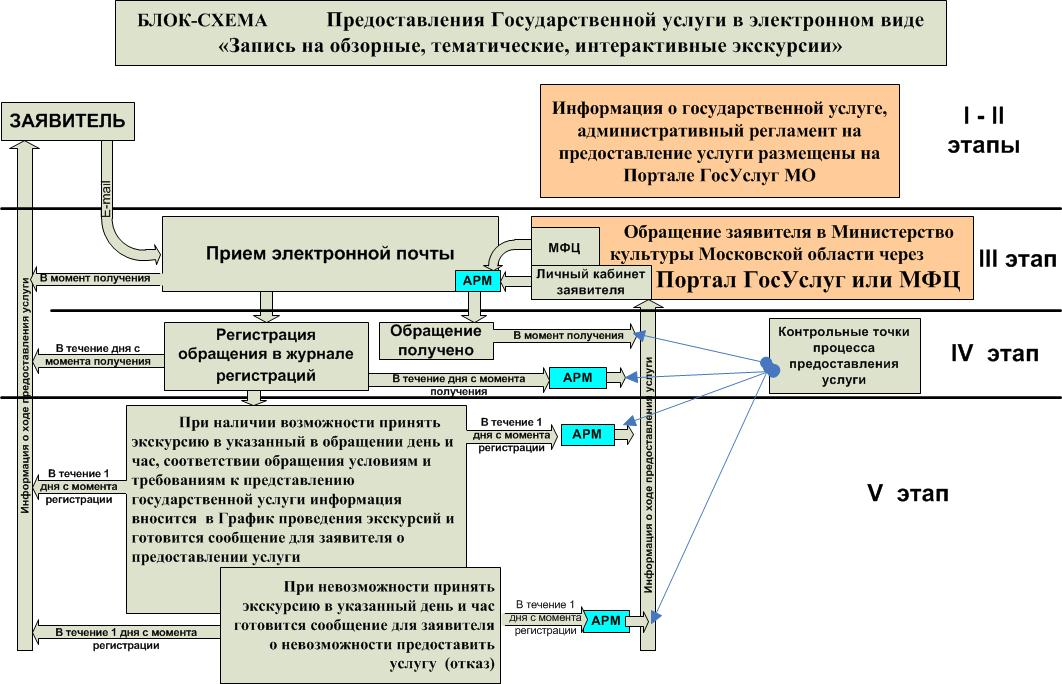 БЛОК-СХЕМА Предоставления Государственной услуги в электронном виде
«Запись на обзорные, тематические, интерактивные экскурсии»
ЗАЯВИТЕЛЬ
Информация о государственной услуге,
административный регламент на
предоставление услуги размещены на
Портале ГосУслуг МО
I - II
этапы
E-mail
Прием электронной почты
АРМ
МФЦ
Личный кабинет
заявителя
Обращение заявителя в Министерство
культуры Московской области через
Портал ГосУслуг или МФЦ
III этап
В момент получения
Регистрация
обращения в журнале
регистраций
Обращение
получено
В момент получения
Контрольные точки
процесса
предоставления
услуги
IV этап
В течение дня с
момента получения
В течение дня с момента
получения
АРМ
При наличии возможности принять
экскурсию в указанный в обращении день и
час, соответствии обращения условиям и
требованиям к представлению
государственной услуги информация
вносится в График проведения экскурсий и
готовится сообщение для заявителя о
предоставлении услуги
В течение 1
дня с момента
регистрации
АРМ
В течение 1
дня с момента
регистрации
V этап
При невозможности принять
экскурсию в указанный день и час
готовится сообщение для заявителя
о невозможности предоставить
услугу (отказ)
В течение 1
дня с момента
регистрации
АРМ
В течение 1 дня с момента
регистрации
Информация о ходе предоставления услуги
Информация о ходе предоставления услуги